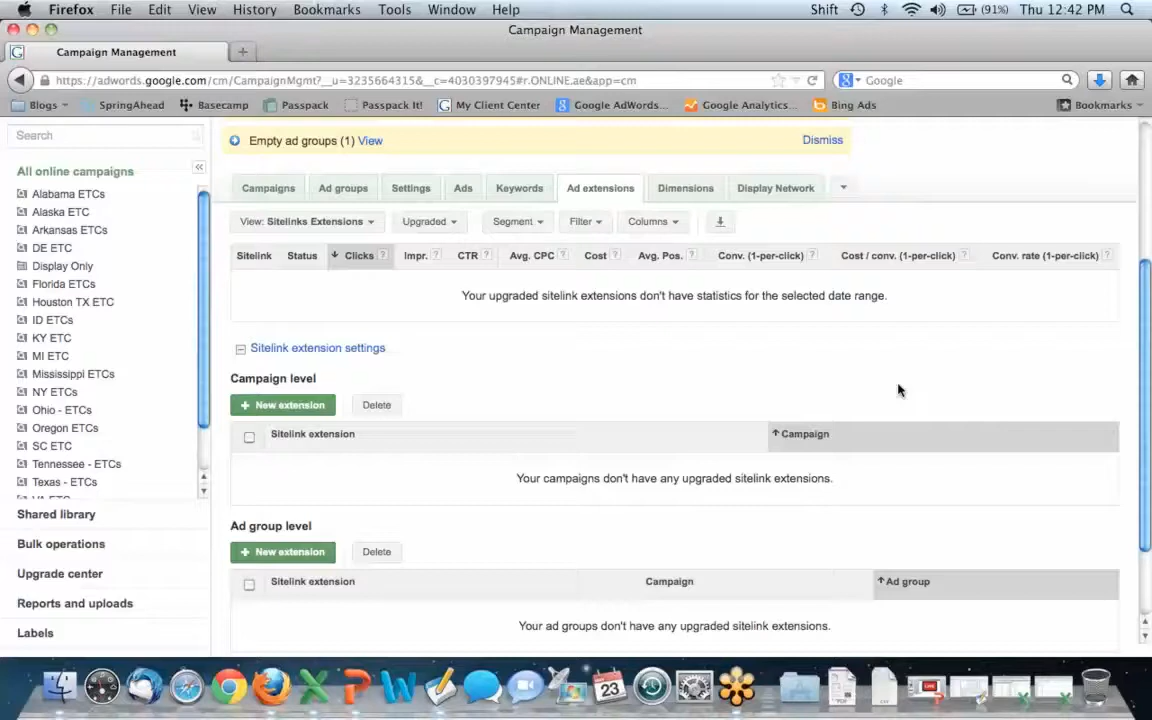 Firefox File Edit View History Bookmarks Tools Window Help Shift (91%) Thu 12:42 PM
Campaign Management
Campaign Management
https://adwords.google.com/cm/CampaignMgmt?__u=3235664315&__c=4030397945#r.ONLINE.ae&app=cm Google
Blogs SpringAhead Basecamp Passpack Passpack It! My Client Center Google AdWords... Google Analytics... Bing Ads Bookmarks
Search
Empty ad groups (1) View Dismiss
All online campaigns
Campaigns Ad groups Settings Ads Keywords Ad extensions Dimensions Display Network
View: Sitelinks Extensions Upgraded Segment Filter Columns
Sitelink Status Clicks ? Impr. ? CTR ? Avg. CPC ? Cost ? Avg. Pos. ? Conv. (1-per-click) ? Cost / conv. (1-per-click) ? Conv. rate (1-per-click) ?
Your upgraded sitelink extensions don't have statistics for the selected date range.
Sitelink extension settings
Campaign level
+ New extension Delete
Sitelink extension Campaign
Your campaigns don't have any upgraded sitelink extensions.
Ad group level
+ New extension Delete
Sitelink extension Campaign Ad group
Your ad groups don't have any upgraded sitelink extensions.
Alabama ETCs
Alaska ETC
Arkansas ETCs
DE ETC
Display Only
Florida ETCs
Houston TX ETC
ID ETCs
KY ETC
MI ETC
Mississippi ETCs
NY ETCs
Ohio - ETCs
Oregon ETCs
SC ETC
Tennessee - ETCs
Texas - ETCs
Shared library
Bulk operations
Upgrade center
Reports and uploads
Labels
23